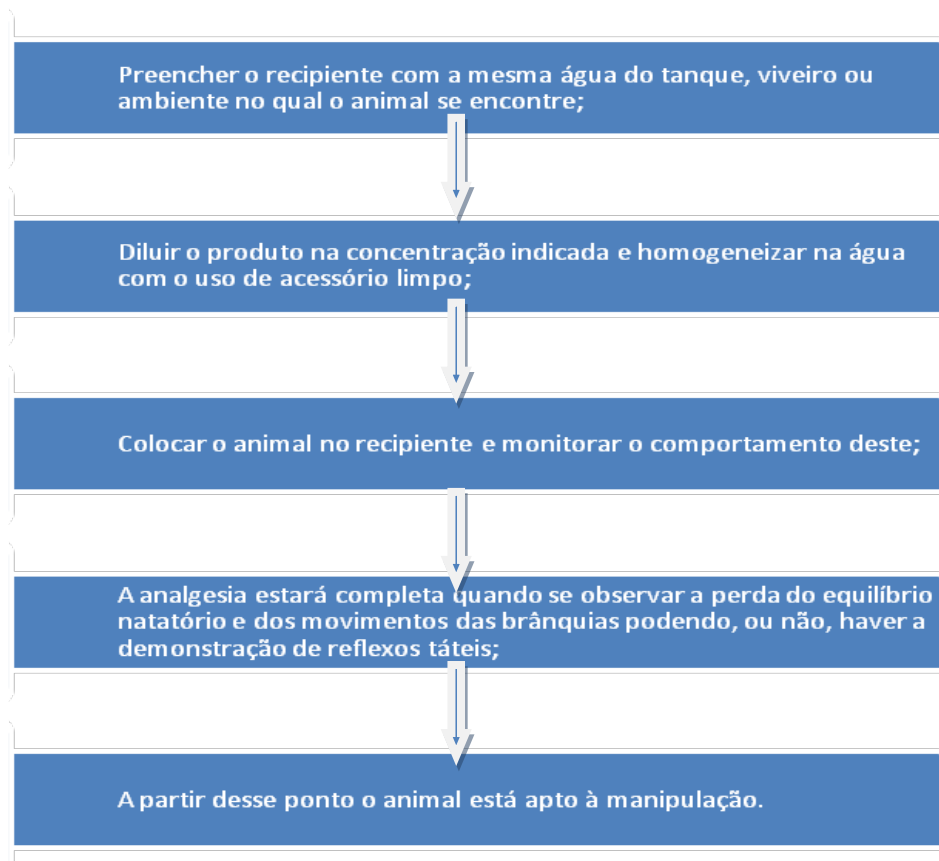 Preencher o recipiente com a mesma água do tanque, viveiro ou
ambiente no qual o animal se encontre;
Diluir o produto na concentração indicada e homogeneizar na água
com o uso de acessório limpo;
Colocar o animal no recipiente e monitorar o comportamento deste;
A analgesia estará completa quando se observar a perda do equilíbrio
natatório e dos movimentos das brânquias podendo, ou não, haver a
demonstração de reflexos táteis;
A partir desse ponto o animal está apto à manipulação.